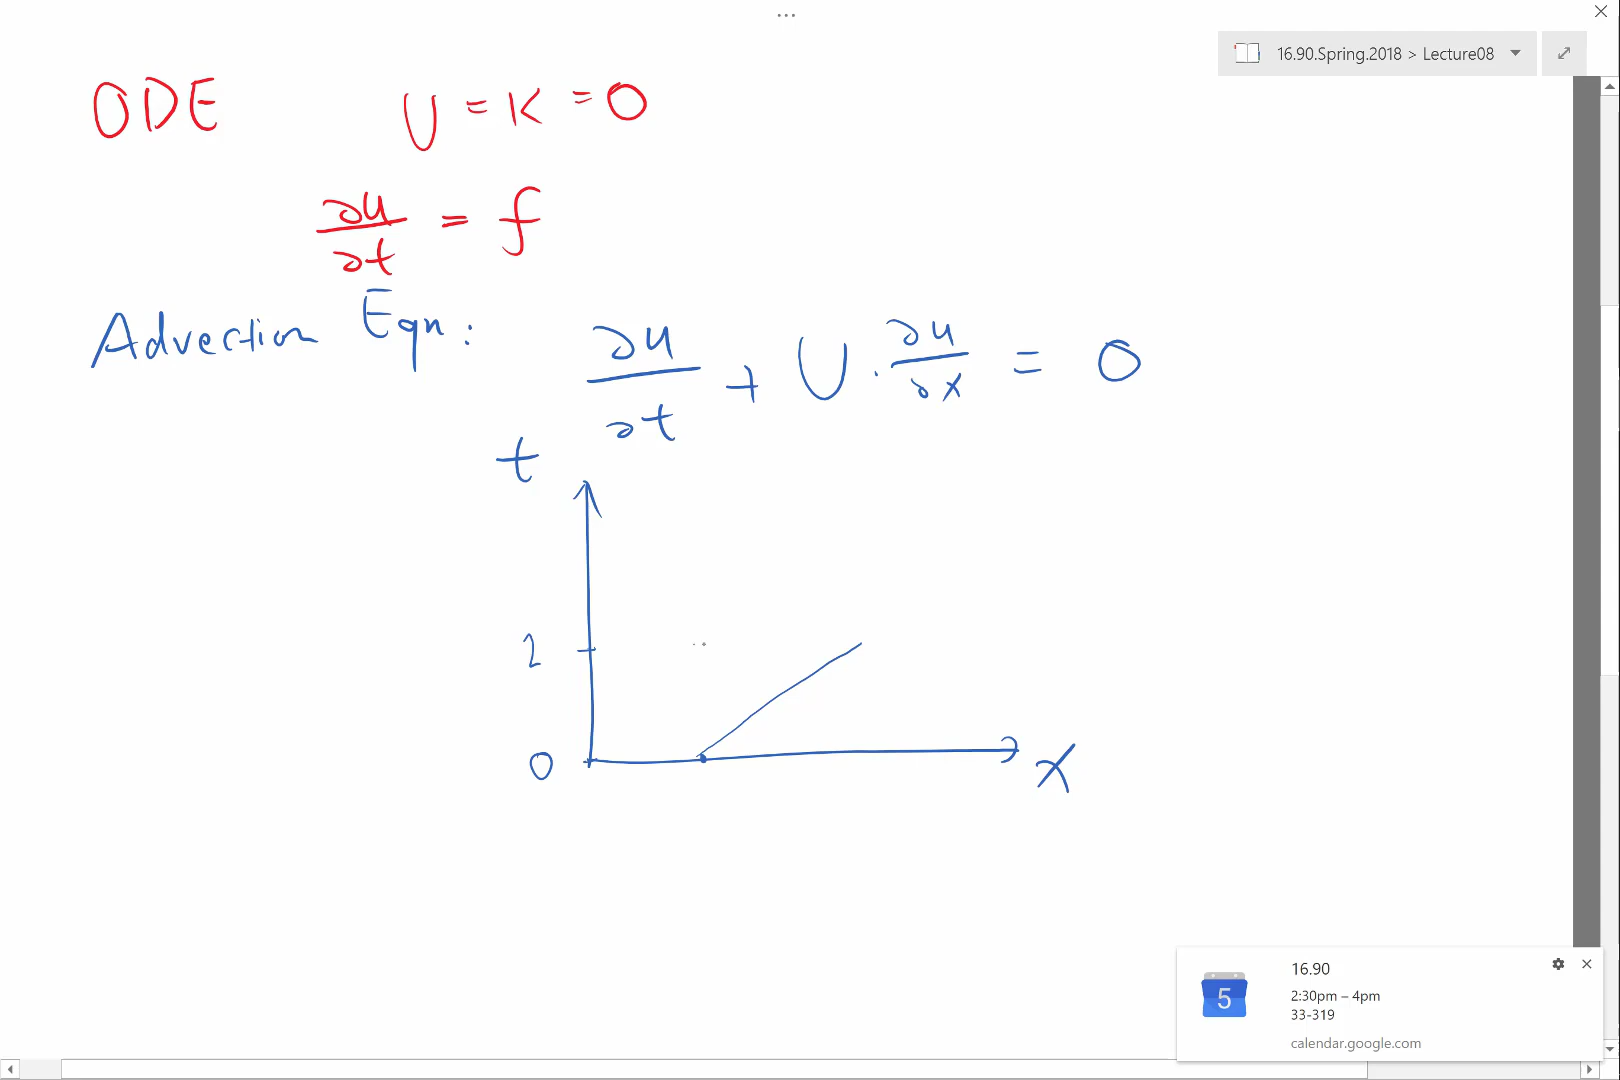 ...
16.90.Spring.2018 > Lecture08
ODE U = K = 0
∂u/∂t = f
Advection Eqn: ∂u/∂t + U · ∂u/∂x = 0
t
2
0
x
16.90
5
2:30pm – 4pm
33-319
calendar.google.com